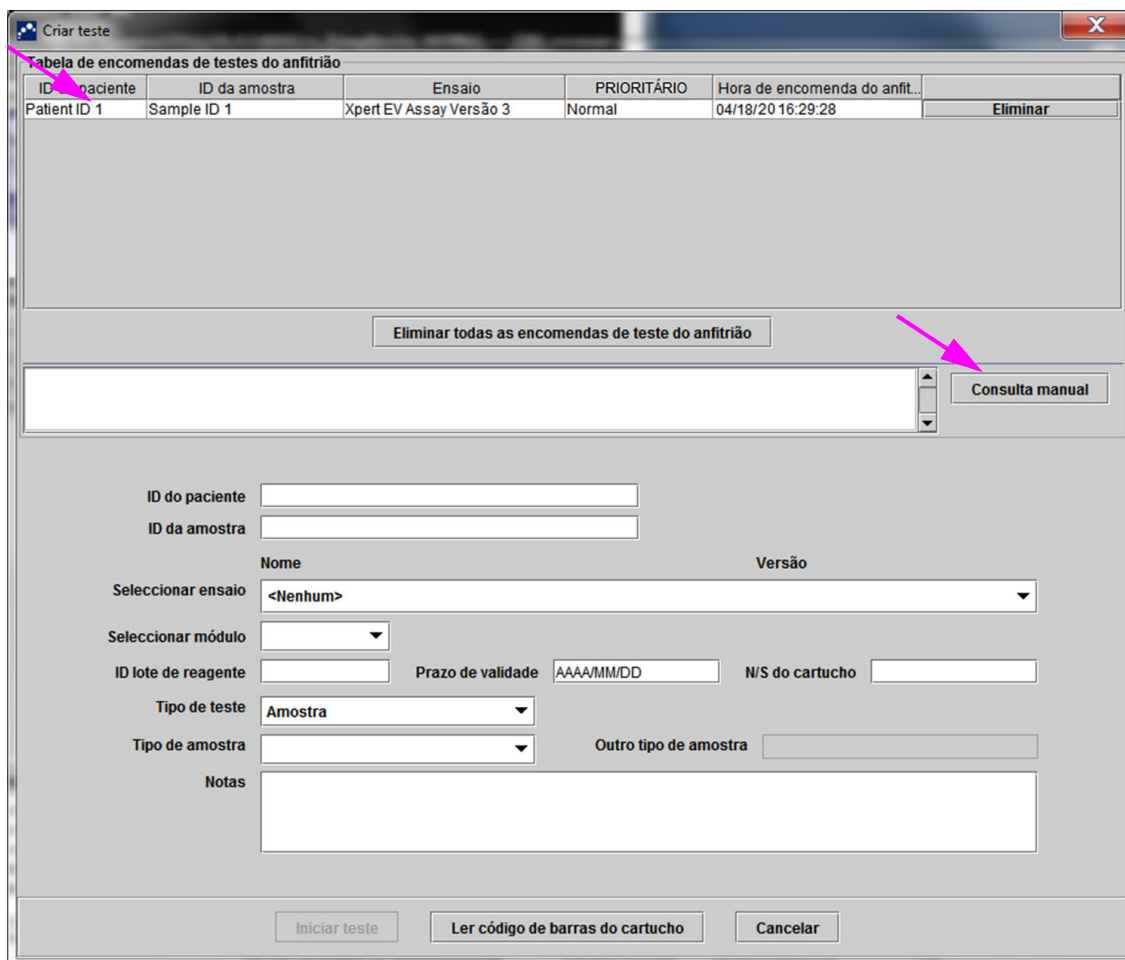 Criar teste
Tabela de encomendas de testes do anfitrião
ID do paciente ID da amostra Ensaio PRIORITÁRIO Hora de encomenda do anfit...
Patient ID 1 Sample ID 1 Xpert EV Assay Versão 3 Normal 04/18/20 16:29:28 Eliminar
Eliminar todas as encomendas de teste do anfitrião
Consulta manual
ID do paciente
ID da amostra
Nome Versão
Seleccionar ensaio <Nenhum>
Seleccionar módulo
ID lote de reagente Prazo de validade AAAA/MM/DD N/S do cartucho
Tipo de teste Amostra
Tipo de amostra Outro tipo de amostra
Notas
Iniciar teste Ler código de barras do cartucho Cancelar